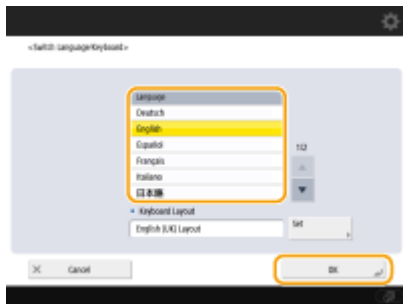 <Switch Language/Keyboard>
Language
Deutsch
English
Español
Français
Italiano
日本語
1/2
Keyboard Layout
English (UK) Layout
Set
Cancel
OK